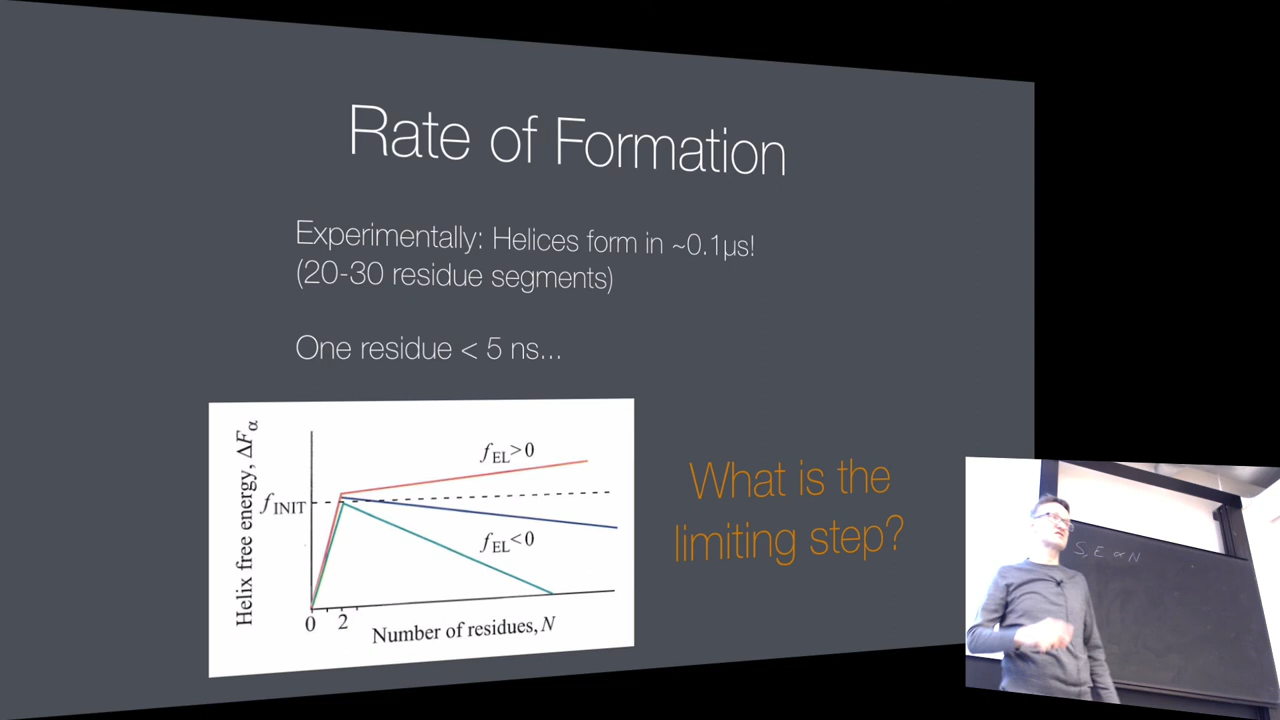 Rate of Formation
Experimentally: Helices form in ~0.1µs!
(20-30 residue segments)
One residue < 5 ns...
Helix free energy, ΔFα
fINIT
fEL>0
fEL<0
0 2
Number of residues, N
What is the
limiting step?
S, E ∝ N